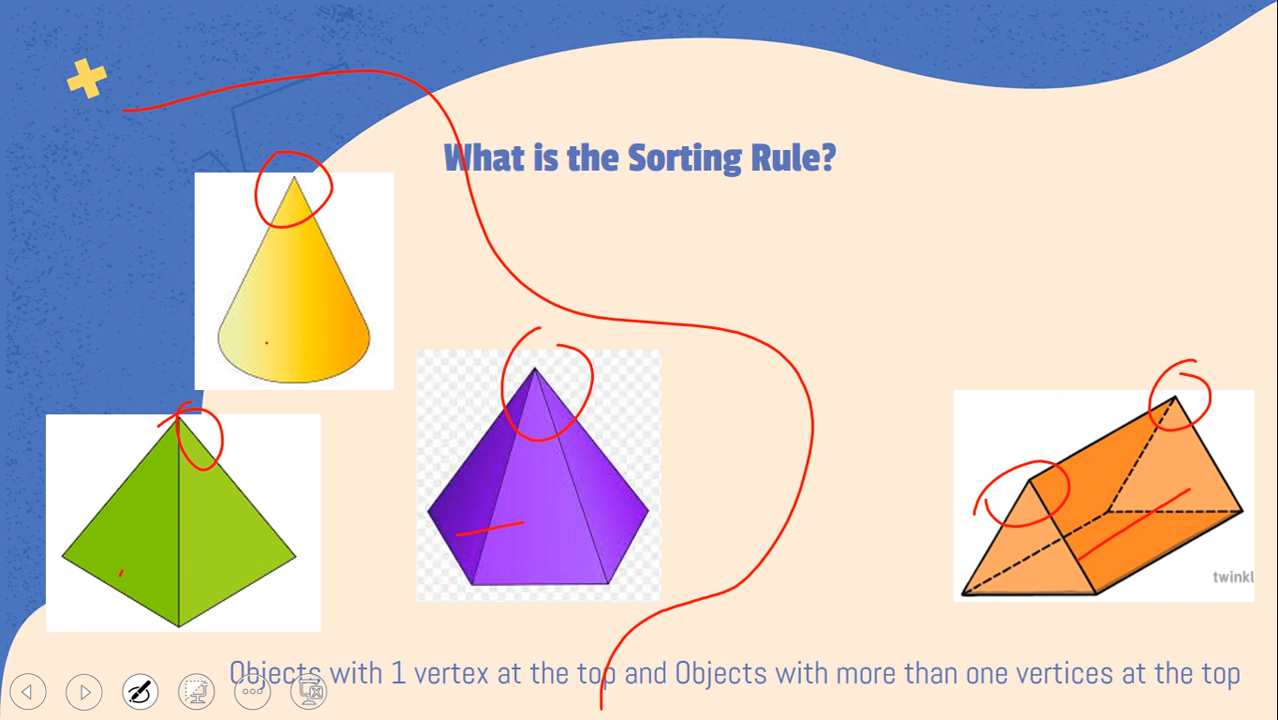 What is the Sorting Rule?
twinkl
Objects with 1 vertex at the top and Objects with more than one vertices at the top